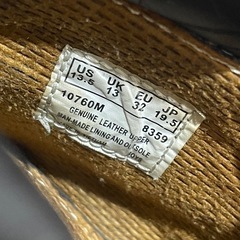 US UK EU JP
13.5 13 32 19.5
10760M 8359
GENUINE LEATHER UPPER
MAN-MADE LINING AND OUTSOLE